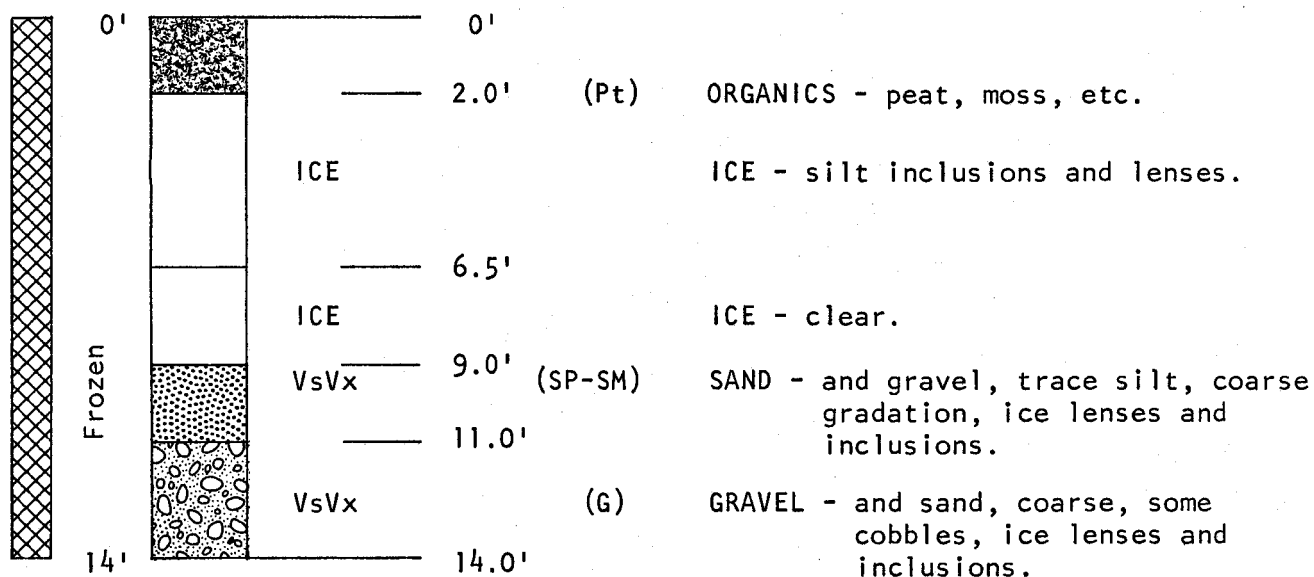 0' 0'
2.0' (Pt) ORGANICS - peat, moss, etc.
ICE ICE - silt inclusions and lenses.
6.5'
ICE ICE - clear.
9.0'
VsVx (SP-SM) SAND - and gravel, trace silt, coarse
gradation, ice lenses and
11.0' inclusions.
Frozen
VsVx (G) GRAVEL - and sand, coarse, some
cobbles, ice lenses and
14' 14.0' inclusions.